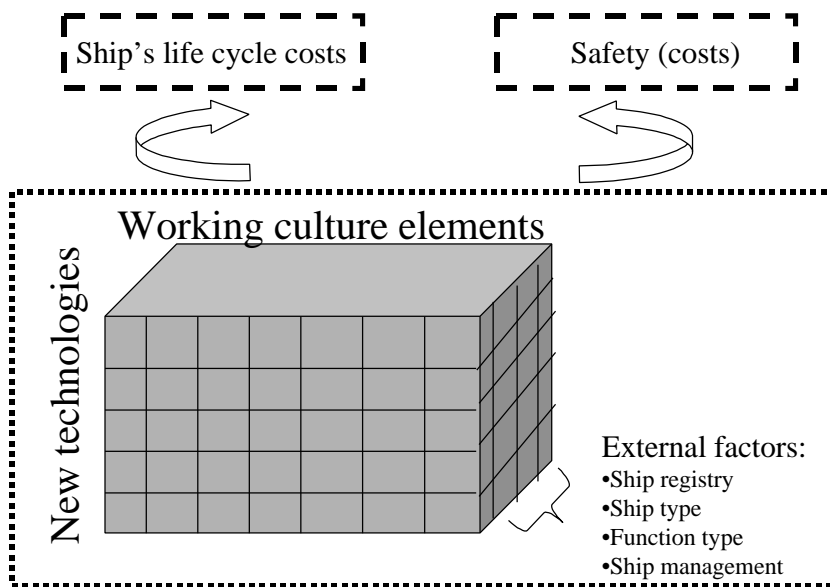 Ship's life cycle costs
Safety (costs)
Working culture elements
New technologies
External factors:
•Ship registry
•Ship type
•Function type
•Ship management